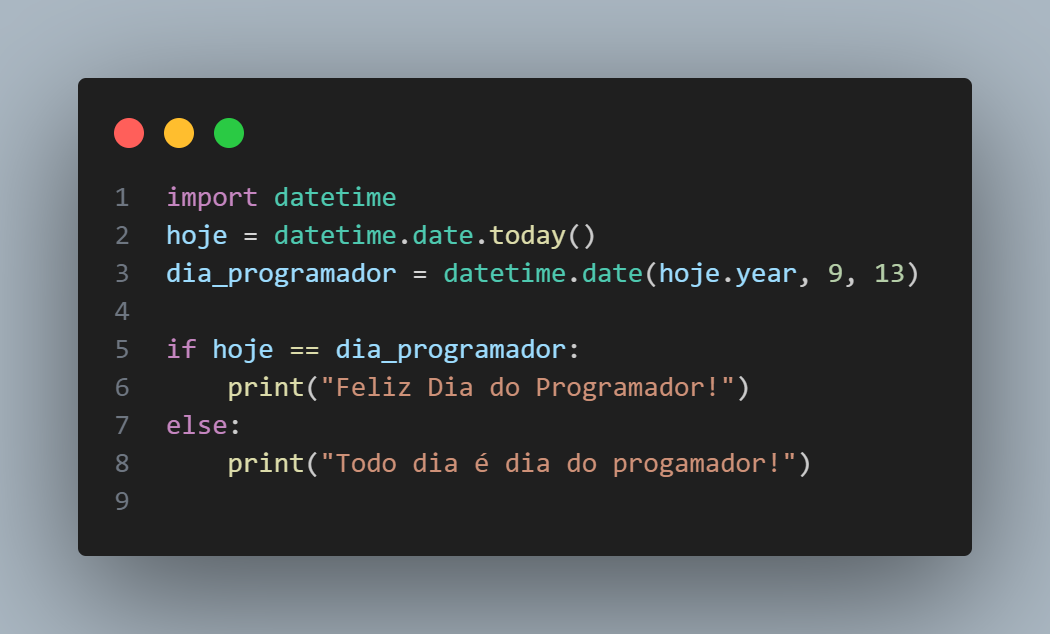 1 import datetime
2 hoje = datetime.date.today()
3 dia_programador = datetime.date(hoje.year, 9, 13)
4
5 if hoje == dia_programador:
6     print("Feliz Dia do Programador!")
7 else:
8     print("Todo dia é dia do progamador!")
9